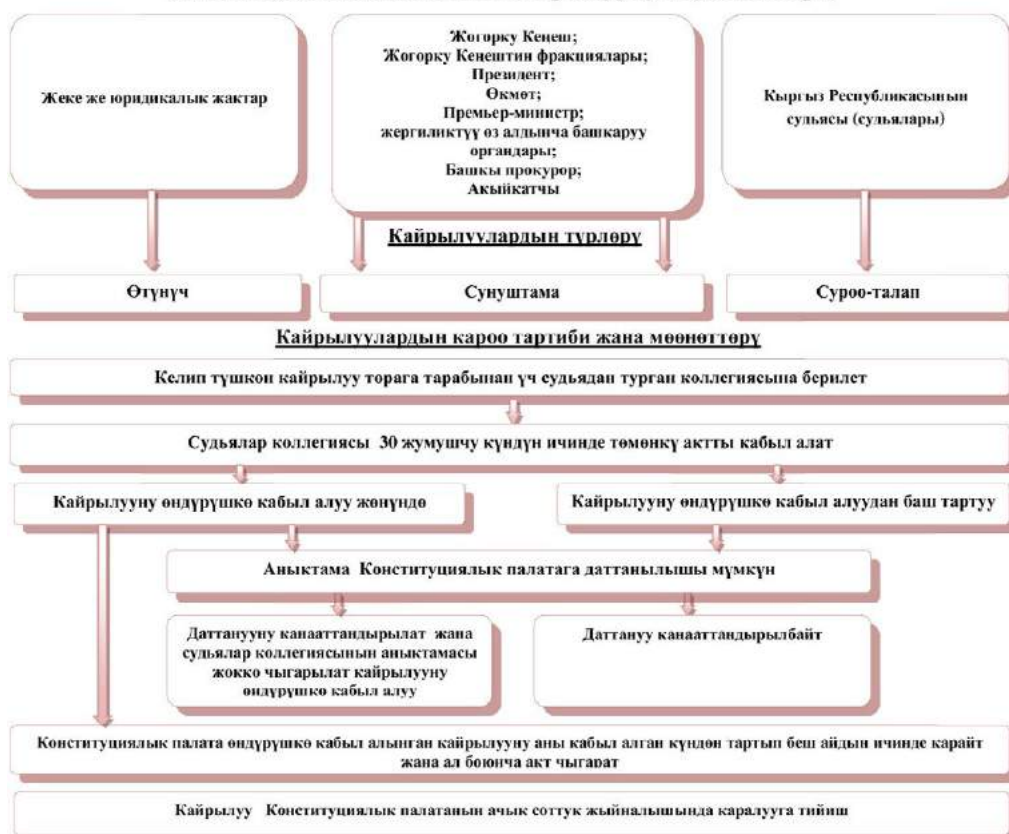 Жеке же юридикалык жактар
Жогорку Кеңеш;
Жогорку Кеңештин фракциялары;
Президент;
Өкмөт;
Премьер-министр;
жергиликтүү өз алдынча башкаруу
органдары;
Башкы прокурор;
Акыйкатчы
Кыргыз Республикасынын
судьясы (судьялары)
Кайрылуулардын түрлөрү
Өтүнүч
Сунуштама
Суроо-талап
Кайрылуулардын кароо тартиби жана мөөнөттөрү
Келип түшкөн кайрылуу торага тарабынан үч судьядан турган коллегиясына берилет
Судьялар коллегиясы 30 жумушчу күндүн ичинде төмөнкү актты кабыл алат
Кайрылууну өндүрүшкө кабыл алуу жөнүндө
Кайрылууну өндүрүшкө кабыл алуудан баш тартуу
Аныктама Конституциялык палатага даттанылышы мүмкүн
Даттанууну канааттандырылат жана
судьялар коллегиясынын аныктамасы
жокко чыгарылат кайрылууну
өндүрүшкө кабыл алуу
Даттануу канааттандырылбайт
Конституциялык палата өндүрүшкө кабыл алынган кайрылууну аны кабыл алган күндөн тартып беш айдын ичинде карайт
жана ал боюнча акт чыгарат
Кайрылуу Конституциялык палатанын ачык соттук жыйналышында каралууга тийиш